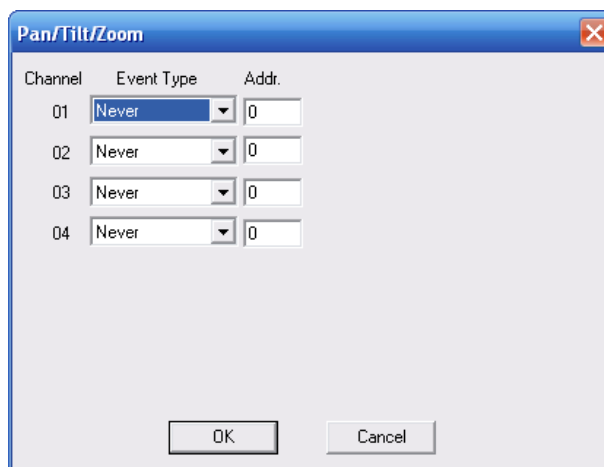 Pan/Tilt/Zoom
Channel Event Type Addr.
01 Never 0
02 Never 0
03 Never 0
04 Never 0
OK Cancel